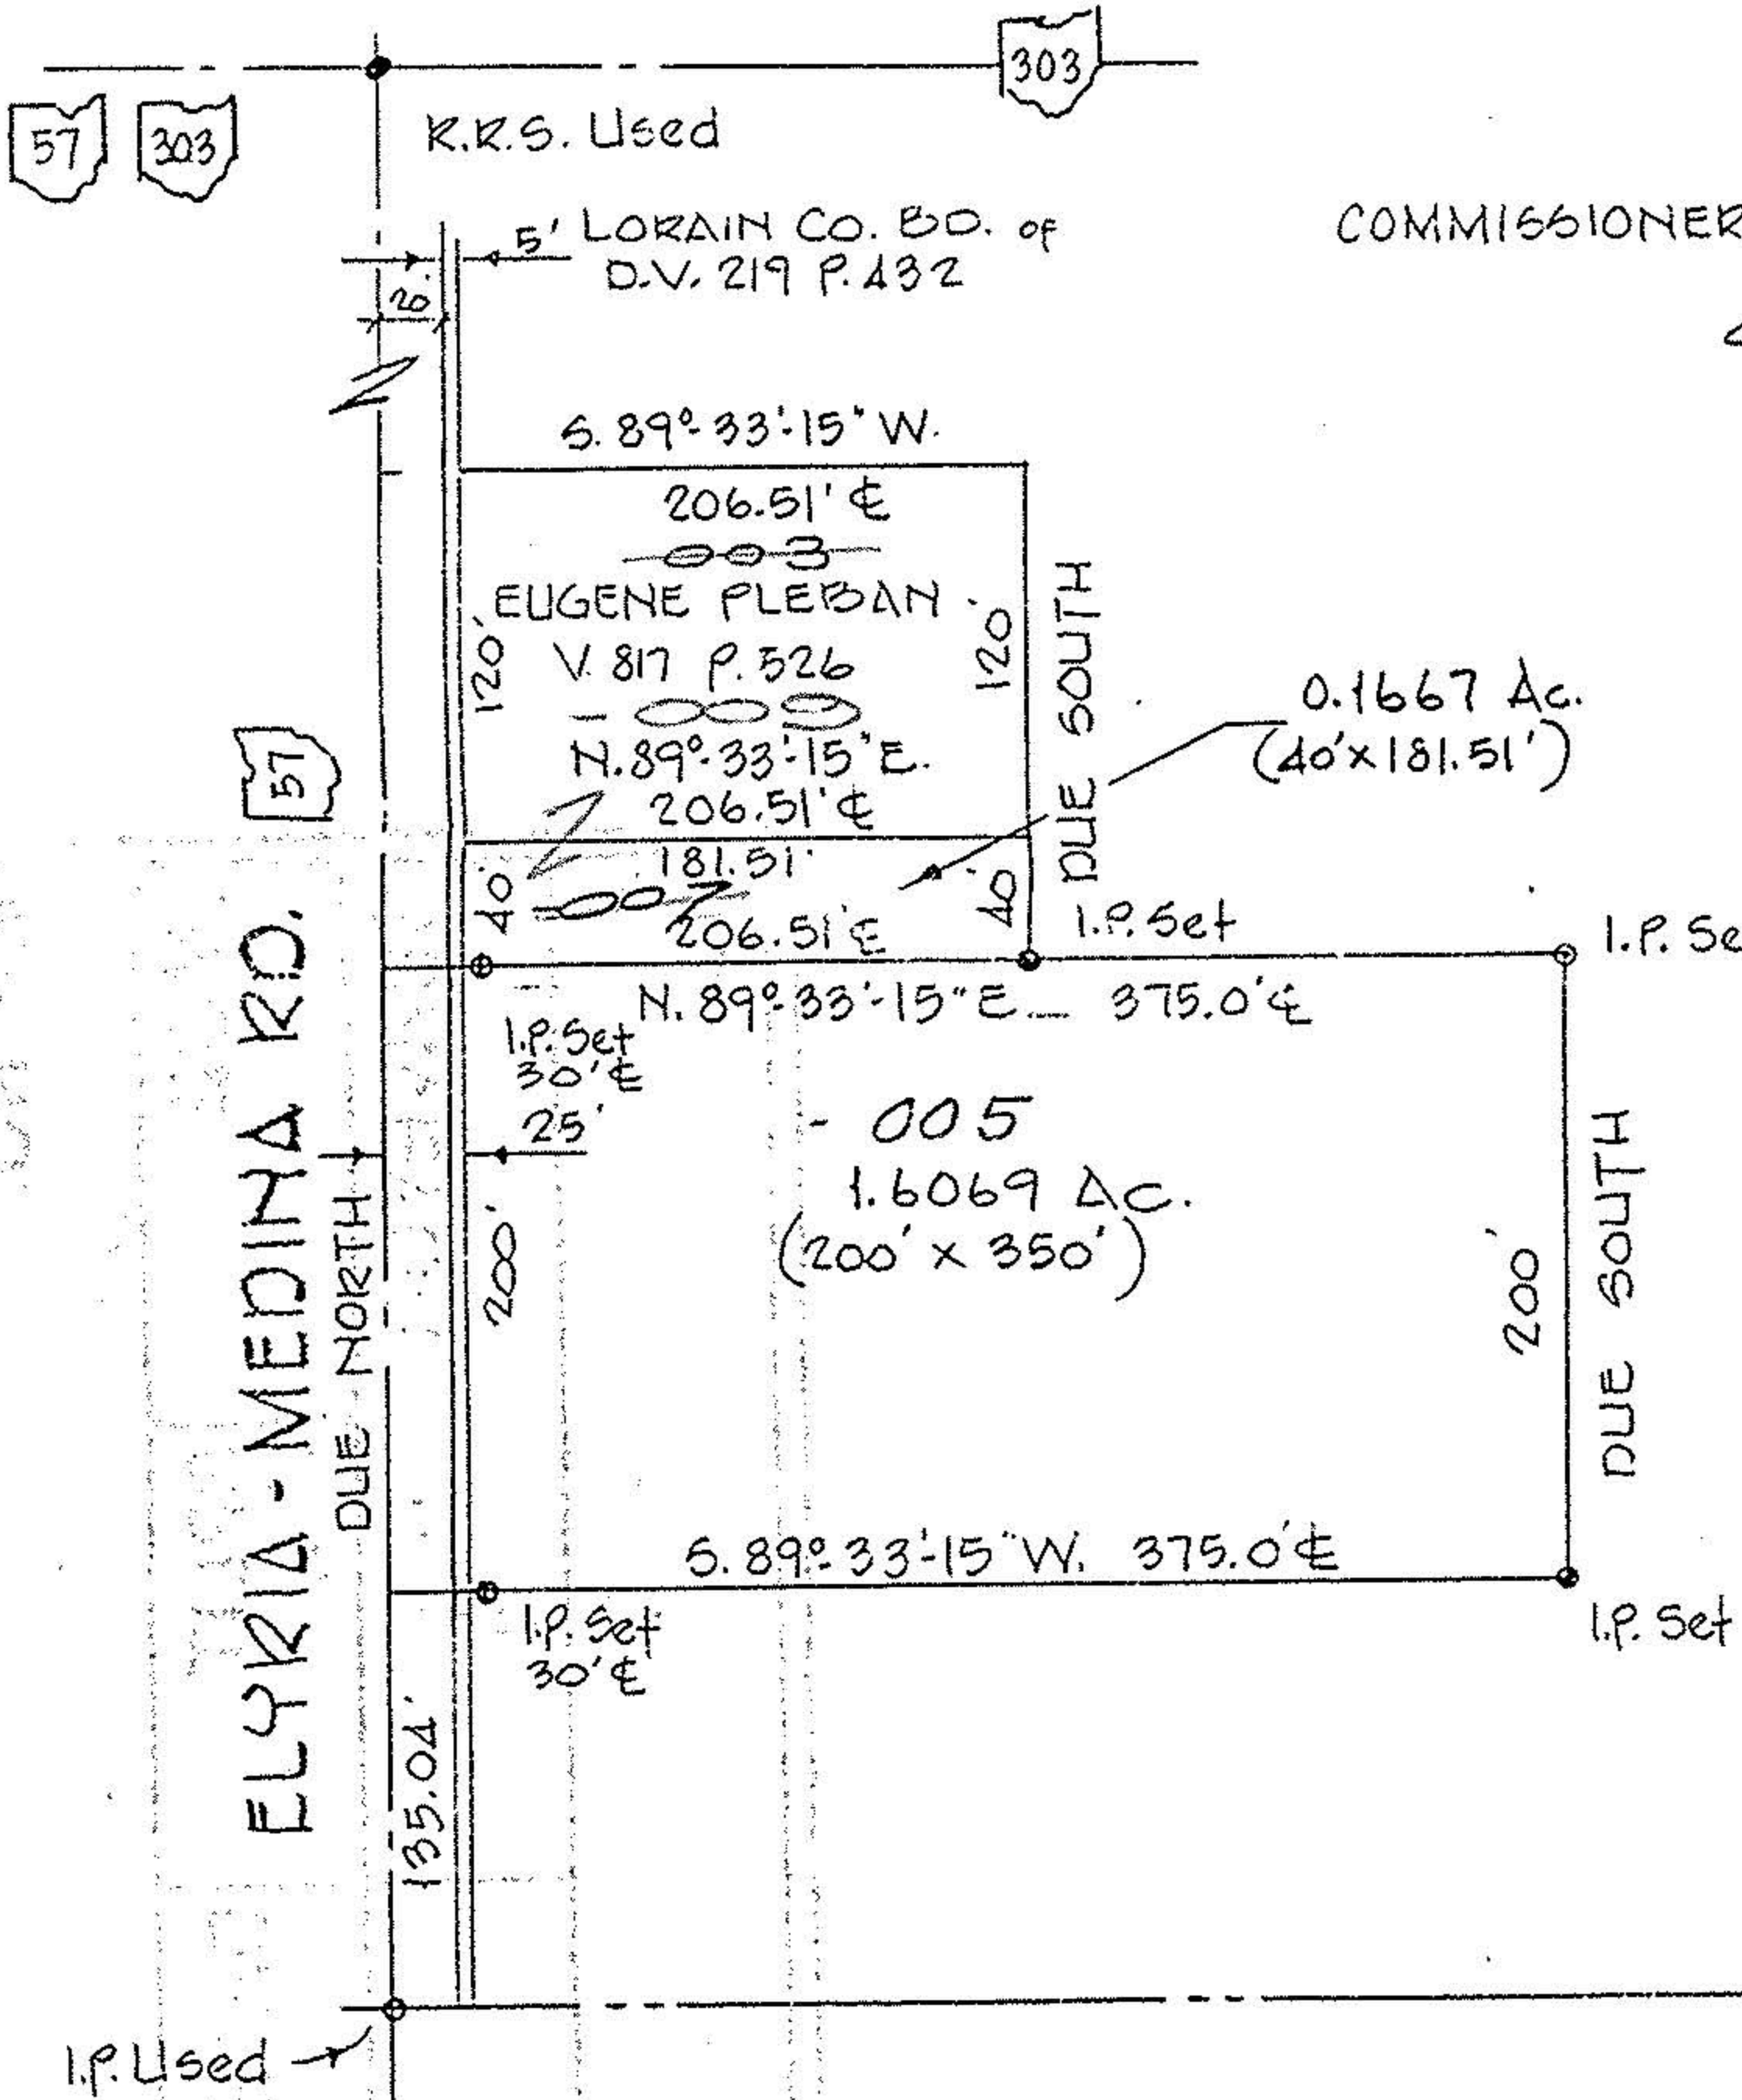 303
57
303
R.R.S. Used
5' LORAIN CO. BD. of
D.V. 219 P. 432
COMMISSIONER
20'
S. 89°-33'-15" W.
206.51' ℄
003
EUGENE PLEBAN
V. 817 P. 526
120'
120'
DUE SOUTH
- 009
N. 89°-33'-15" E.
206.51' ℄
0.1667 Ac.
(40' x 181.51')
57
181.51'
40'
40'
007
206.51' ℄
I.P. Set
I.P. Se
N. 89°-33'-15" E. 375.0' ℄
I.P. Set
30' ℄
25'
- 005
1.6069 Ac.
(200' x 350')
200'
200'
DUE SOUTH
ELYRIA - MEDINA RD.
DUE NORTH
S. 89°-33'-15" W. 375.0' ℄
I.P. Set
30' ℄
I.P. Set
135.04'
I.P. Used